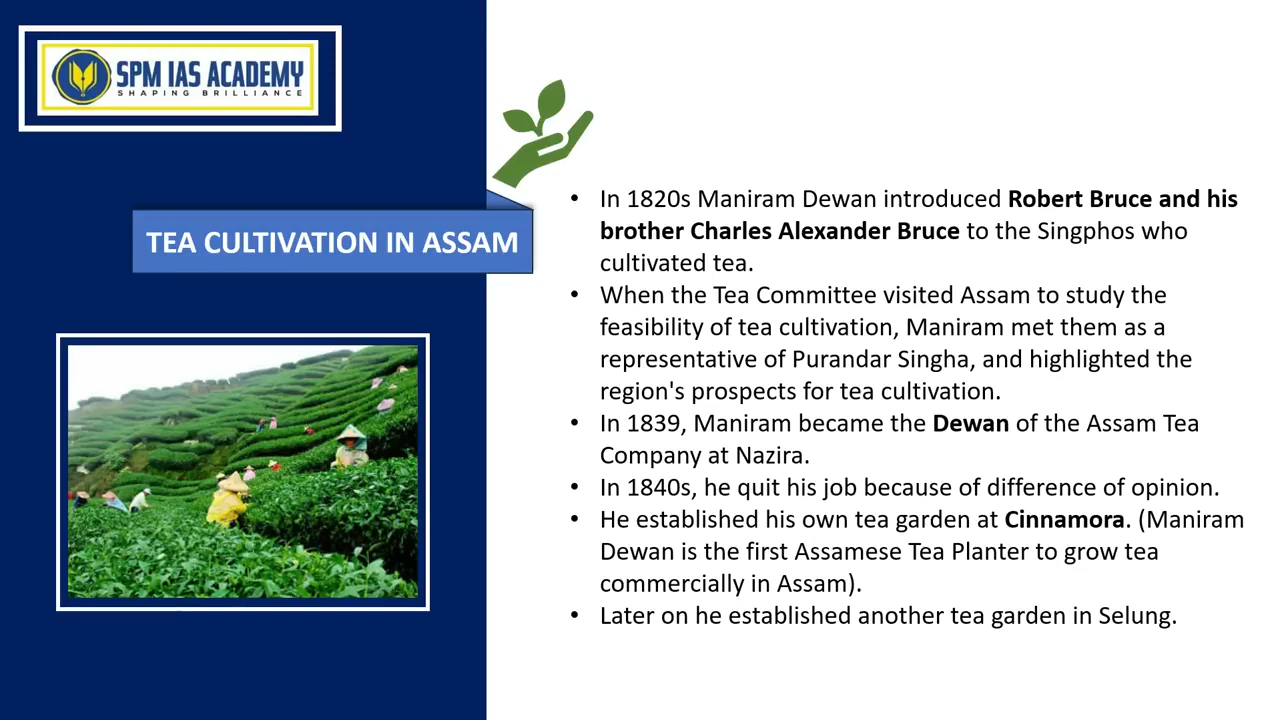 SPM IAS ACADEMY
SHAPING BRILLIANCE
TEA CULTIVATION IN ASSAM
• In 1820s Maniram Dewan introduced Robert Bruce and his
brother Charles Alexander Bruce to the Singphos who
cultivated tea.
• When the Tea Committee visited Assam to study the
feasibility of tea cultivation, Maniram met them as a
representative of Purandar Singha, and highlighted the
region's prospects for tea cultivation.
• In 1839, Maniram became the Dewan of the Assam Tea
Company at Nazira.
• In 1840s, he quit his job because of difference of opinion.
• He established his own tea garden at Cinnamora. (Maniram
Dewan is the first Assamese Tea Planter to grow tea
commercially in Assam).
• Later on he established another tea garden in Selung.